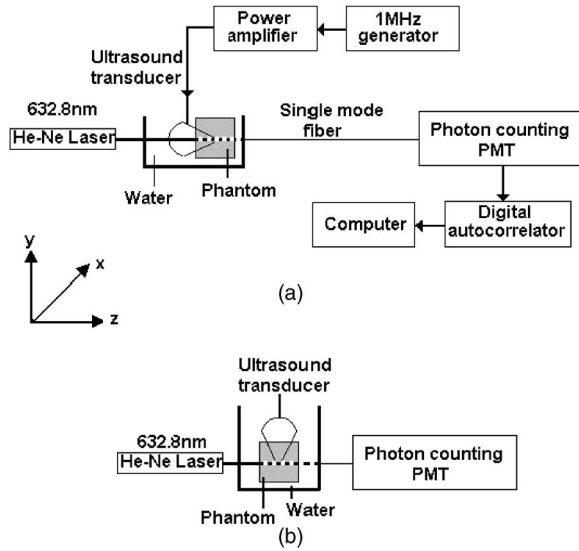 Power
amplifier
1MHz
generator
Ultrasound
transducer
632.8nm
He-Ne Laser
Single mode
fiber
Photon counting
PMT
Water
Phantom
Computer
Digital
autocorrelator
y
x
z
(a)
Ultrasound
transducer
632.8nm
He-Ne Laser
Photon counting
PMT
Phantom
Water
(b)